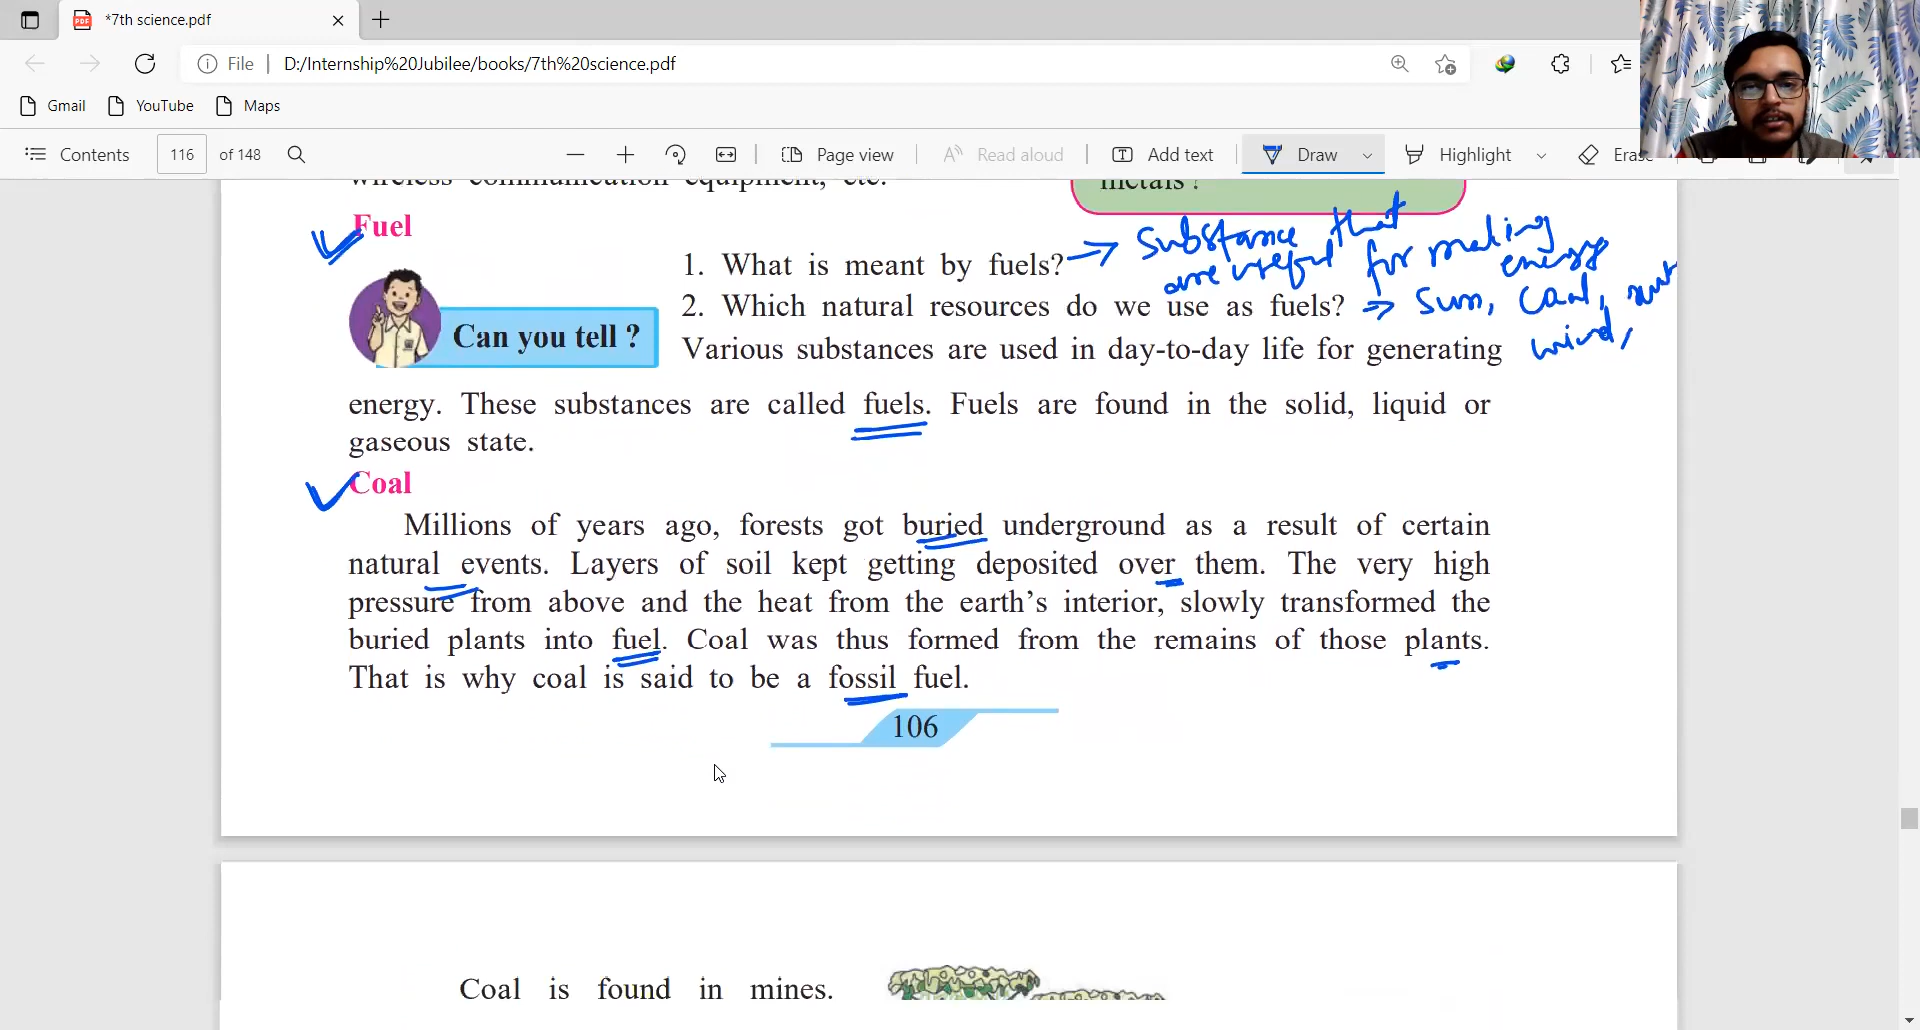 *7th science.pdf
File
D:/Internship%20Jubilee/books/7th%20science.pdf
Gmail YouTube Maps
Contents 116 of 148 Page view Read aloud Add text Draw Highlight Erase
wireless communication equipment, etc.
metals?
Fuel
1. What is meant by fuels? → substance that
are useful for making
energy
2. Which natural resources do we use as fuels? → sun, coal,
wind,
Can you tell ?
Various substances are used in day-to-day life for generating
energy. These substances are called fuels. Fuels are found in the solid, liquid or
gaseous state.
Coal
Millions of years ago, forests got buried underground as a result of certain
natural events. Layers of soil kept getting deposited over them. The very high
pressure from above and the heat from the earth's interior, slowly transformed the
buried plants into fuel. Coal was thus formed from the remains of those plants.
That is why coal is said to be a fossil fuel.
106
Coal is found in mines.